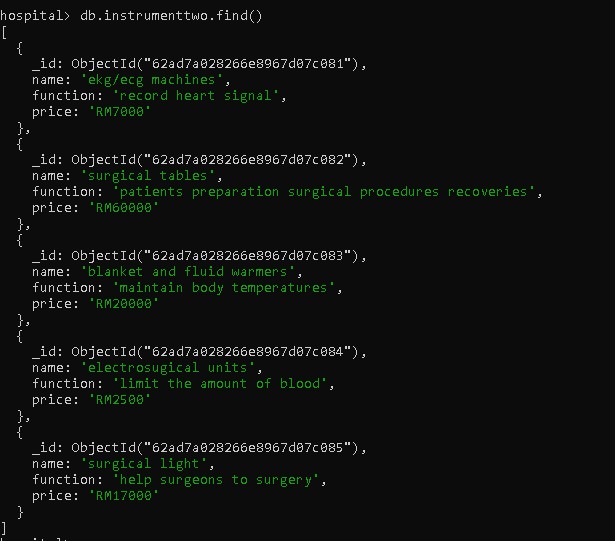 hospital> db.instrumenttwo.find()
[
  {
    _id: ObjectId("62ad7a028266e8967d07c081"),
    name: 'ekg/ecg machines',
    function: 'record heart signal',
    price: 'RM7000'
  },
  {
    _id: ObjectId("62ad7a028266e8967d07c082"),
    name: 'surgical tables',
    function: 'patients preparation surgical procedures recoveries',
    price: 'RM60000'
  },
  {
    _id: ObjectId("62ad7a028266e8967d07c083"),
    name: 'blanket and fluid warmers',
    function: 'maintain body temperatures',
    price: 'RM20000'
  },
  {
    _id: ObjectId("62ad7a028266e8967d07c084"),
    name: 'electrosugical units',
    function: 'limit the amount of blood',
    price: 'RM2500'
  },
  {
    _id: ObjectId("62ad7a028266e8967d07c085"),
    name: 'surgical light',
    function: 'help surgeons to surgery',
    price: 'RM17000'
  }
]